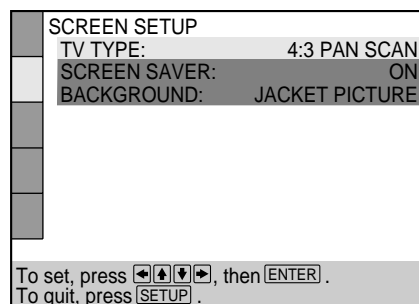 SCREEN SETUP
TV TYPE: 4:3 PAN SCAN
SCREEN SAVER: ON
BACKGROUND: JACKET PICTURE
To set, press , then ENTER .
To quit, press SETUP .